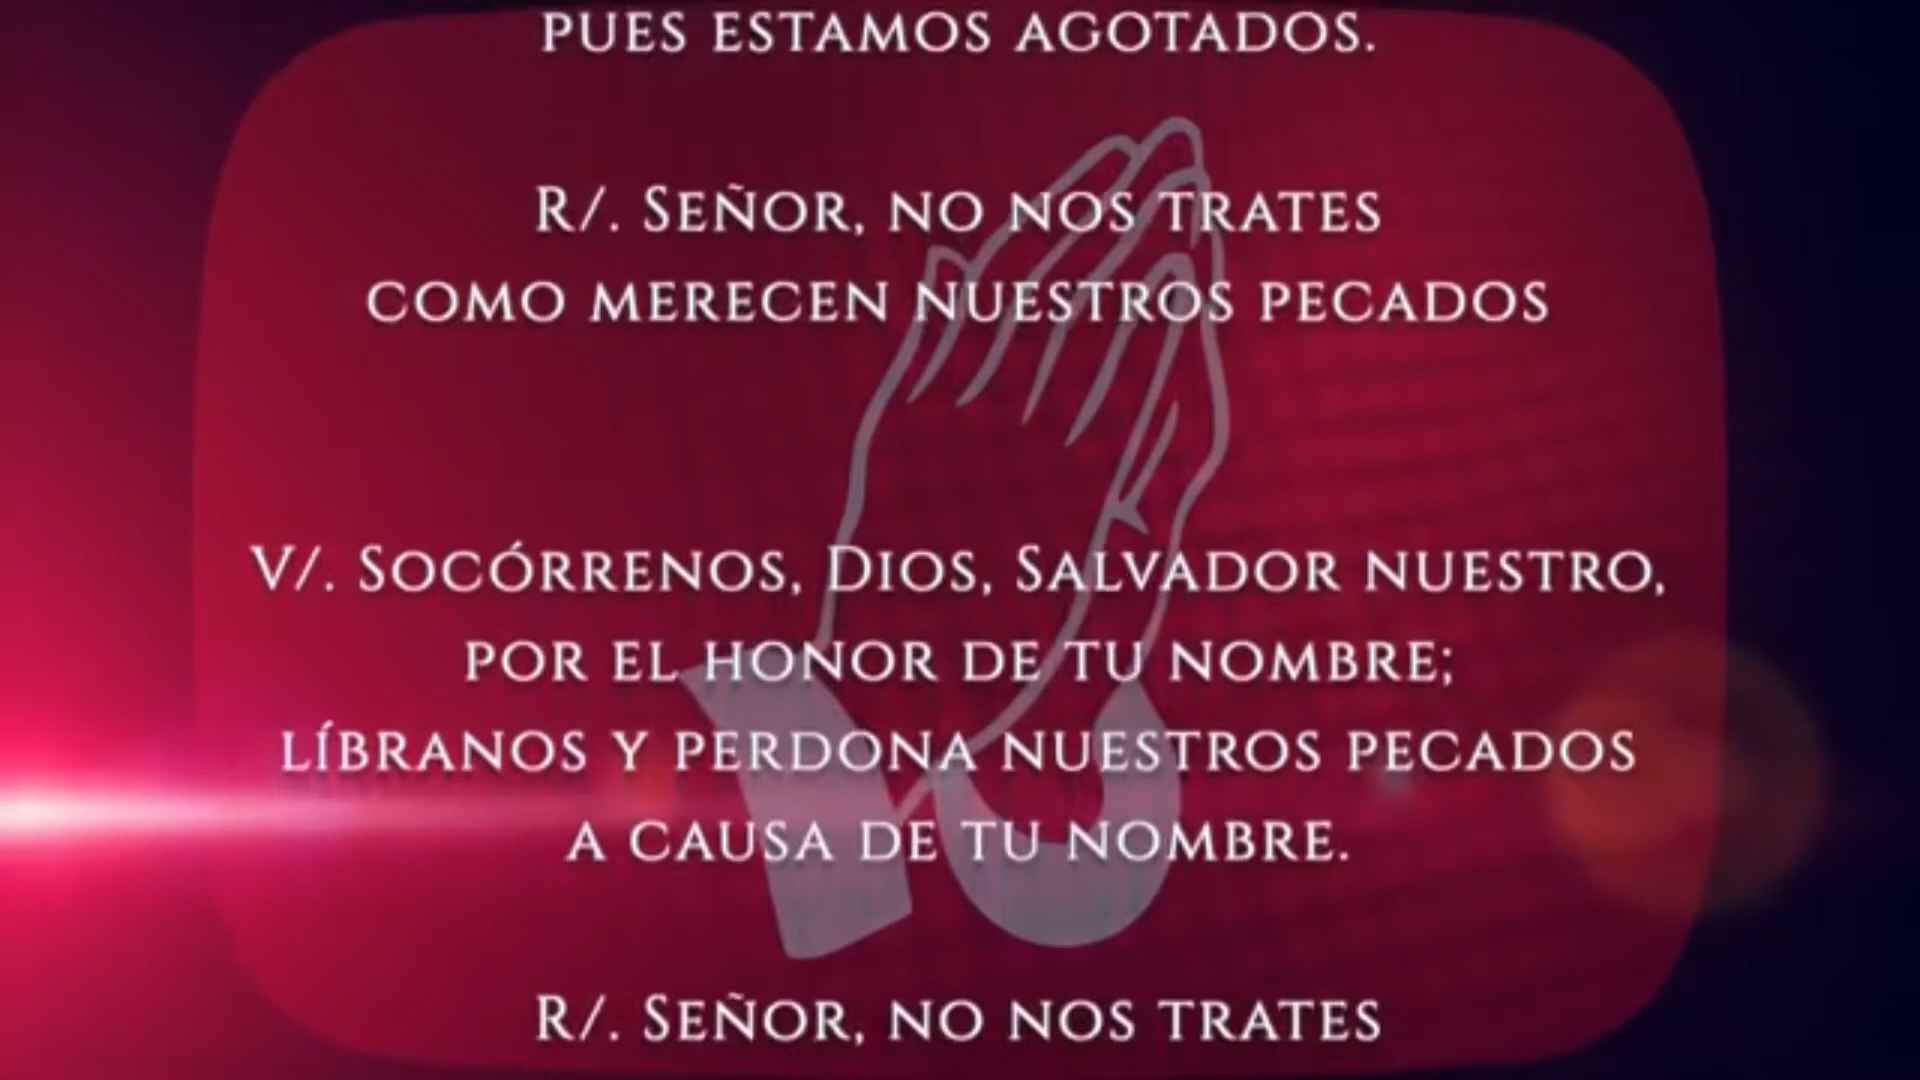 PUES ESTAMOS AGOTADOS.
R/. SEÑOR, NO NOS TRATES
COMO MERECEN NUESTROS PECADOS
V/. SOCÓRRENOS, DIOS, SALVADOR NUESTRO,
POR EL HONOR DE TU NOMBRE;
LÍBRANOS Y PERDONA NUESTROS PECADOS
A CAUSA DE TU NOMBRE.
R/. SEÑOR, NO NOS TRATES